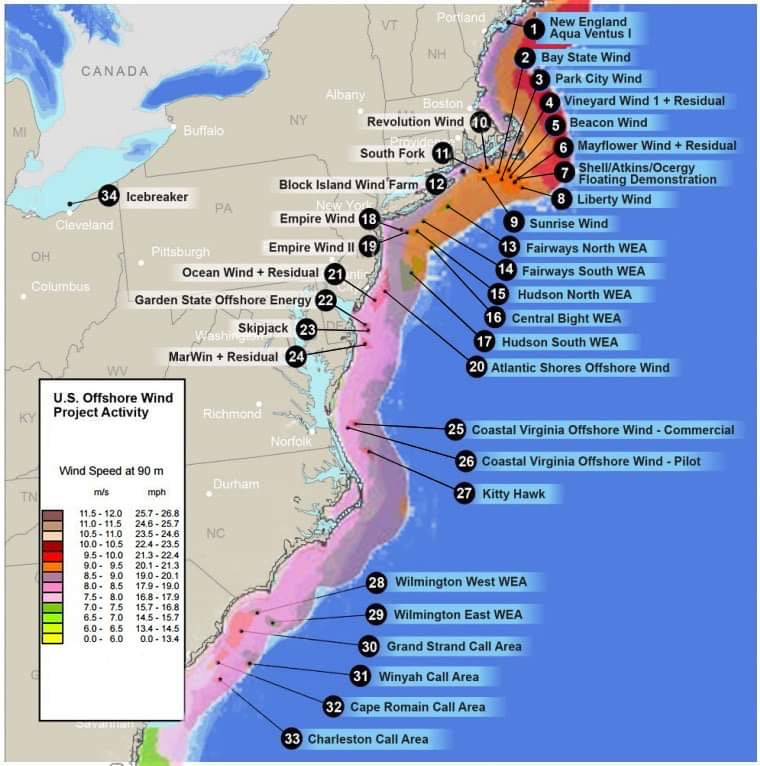 Portland
VT
NH
1 New England
Aqua Ventus I
2 Bay State Wind
CANADA
3 Park City Wind
Albany
Boston
4 Vineyard Wind 1 + Residual
MI
Buffalo
NY
Revolution Wind 10
5 Beacon Wind
Providence
6 Mayflower Wind + Residual
South Fork 11
7 Shell/Atkins/Ocergy
Floating Demonstration
Block Island Wind Farm 12
8 Liberty Wind
34 Icebreaker
Cleveland
PA
New York
Empire Wind 18
9 Sunrise Wind
Empire Wind II 19
13 Fairways North WEA
OH
Pittsburgh
Ocean Wind + Residual 21
14 Fairways South WEA
Columbus
Garden State Offshore Energy 22
15 Hudson North WEA
16 Central Bight WEA
Skipjack 23
Washington
DE
17 Hudson South WEA
MarWin + Residual 24
20 Atlantic Shores Offshore Wind
WV
U.S. Offshore Wind
Project Activity
KY
Richmond
25 Coastal Virginia Offshore Wind - Commercial
Norfolk
26 Coastal Virginia Offshore Wind - Pilot
Wind Speed at 90 m
m/s mph
TN
Durham
27 Kitty Hawk
11.5 - 12.0 25.7 - 26.8
11.0 - 11.5 24.6 - 25.7
10.5 - 11.0 23.5 - 24.6
10.0 - 10.5 22.4 - 23.5
9.5 - 10.0 21.3 - 22.4
9.0 - 9.5 20.1 - 21.3
8.5 - 9.0 19.0 - 20.1
8.0 - 8.5 17.9 - 19.0
7.5 - 8.0 16.8 - 17.9
7.0 - 7.5 15.7 - 16.8
6.5 - 7.0 14.5 - 15.7
6.0 - 6.5 13.4 - 14.5
0.0 - 6.0 0.0 - 13.4
NC
28 Wilmington West WEA
29 Wilmington East WEA
30 Grand Strand Call Area
31 Winyah Call Area
32 Cape Romain Call Area
Savannah
33 Charleston Call Area